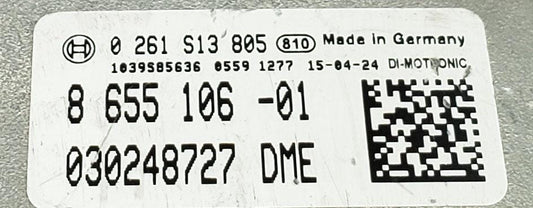 0 261 S13 805 810 Made in Germany
1039S85636 0559 1277 15-04-24 DI-MOTRONIC
8 655 106 -01
030248727 DME